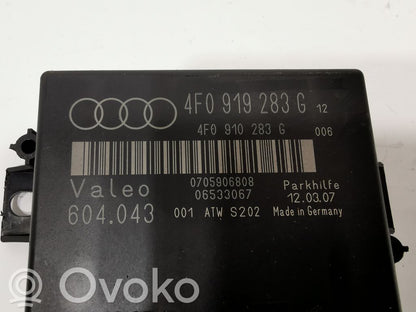 4F0 919 283 G 12
4F0 910 283 G 006
Valeo 0705906808 Parkhilfe
604.043 06533067 12.03.07
001 ATW S202 Made in Germany
OVOKO